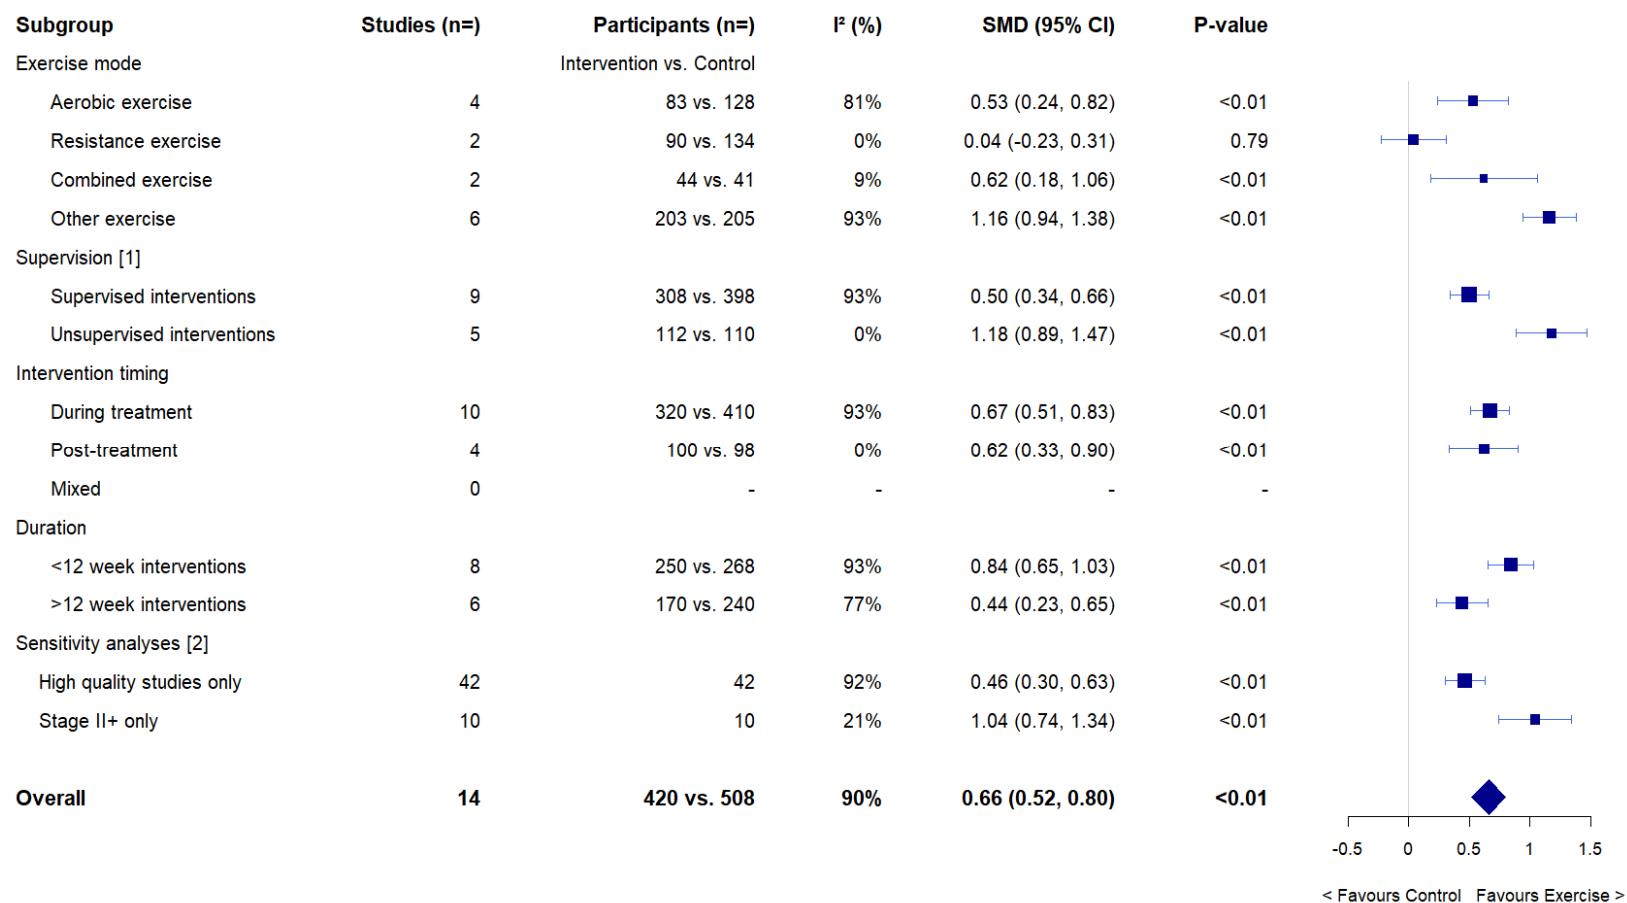 Subgroup Studies (n=) Participants (n=) I² (%) SMD (95% CI) P-value
Exercise mode Intervention vs. Control
Aerobic exercise 4 83 vs. 128 81% 0.53 (0.24, 0.82) <0.01
Resistance exercise 2 90 vs. 134 0% 0.04 (-0.23, 0.31) 0.79
Combined exercise 2 44 vs. 41 9% 0.62 (0.18, 1.06) <0.01
Other exercise 6 203 vs. 205 93% 1.16 (0.94, 1.38) <0.01
Supervision [1]
Supervised interventions 9 308 vs. 398 93% 0.50 (0.34, 0.66) <0.01
Unsupervised interventions 5 112 vs. 110 0% 1.18 (0.89, 1.47) <0.01
Intervention timing
During treatment 10 320 vs. 410 93% 0.67 (0.51, 0.83) <0.01
Post-treatment 4 100 vs. 98 0% 0.62 (0.33, 0.90) <0.01
Mixed 0 - - - -
Duration
<12 week interventions 8 250 vs. 268 93% 0.84 (0.65, 1.03) <0.01
>12 week interventions 6 170 vs. 240 77% 0.44 (0.23, 0.65) <0.01
Sensitivity analyses [2]
High quality studies only 42 42 92% 0.46 (0.30, 0.63) <0.01
Stage II+ only 10 10 21% 1.04 (0.74, 1.34) <0.01
Overall 14 420 vs. 508 90% 0.66 (0.52, 0.80) <0.01
-0.5 0 0.5 1 1.5
< Favours Control Favours Exercise >